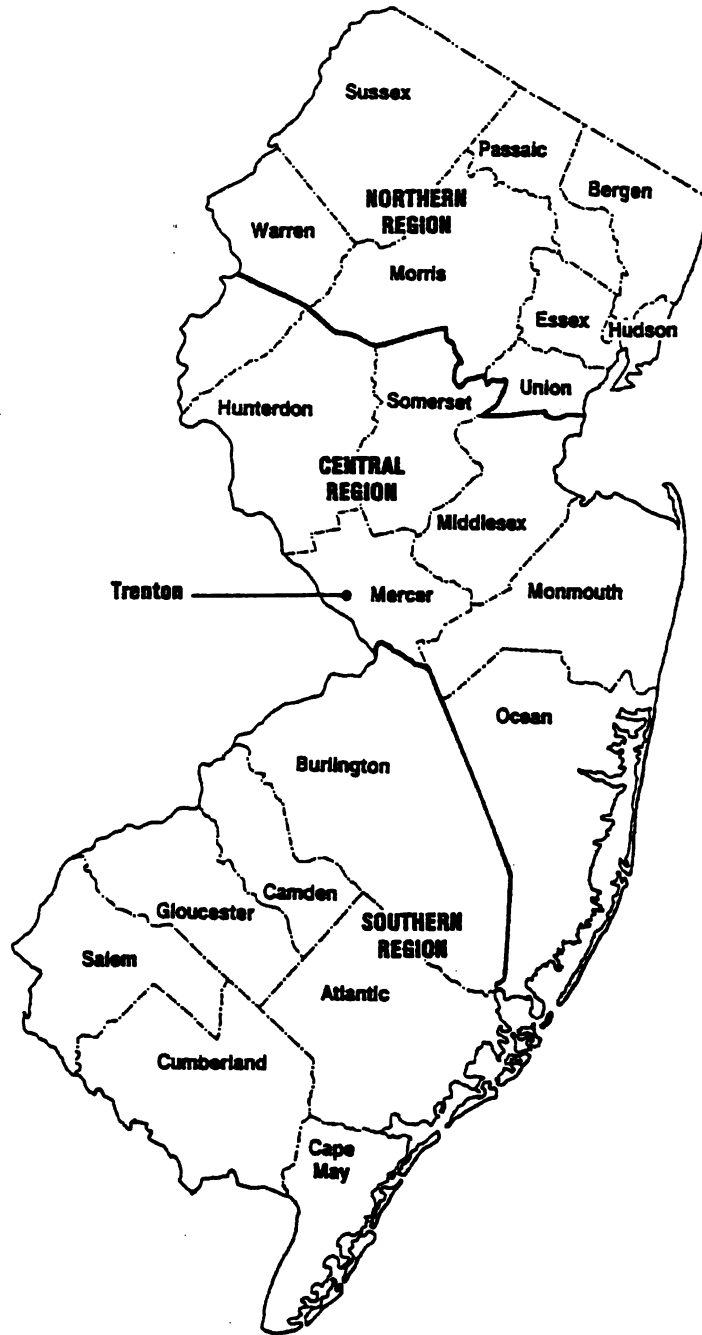 Sussex
Passaic
Bergen
NORTHERN
REGION
Warren
Morris
Essex
Hudson
Union
Hunterdon
Somerset
CENTRAL
REGION
Middlesex
Trenton
Mercer
Monmouth
Ocean
Burlington
Camden
Gloucester
SOUTHERN
REGION
Salem
Atlantic
Cumberland
Cape
May